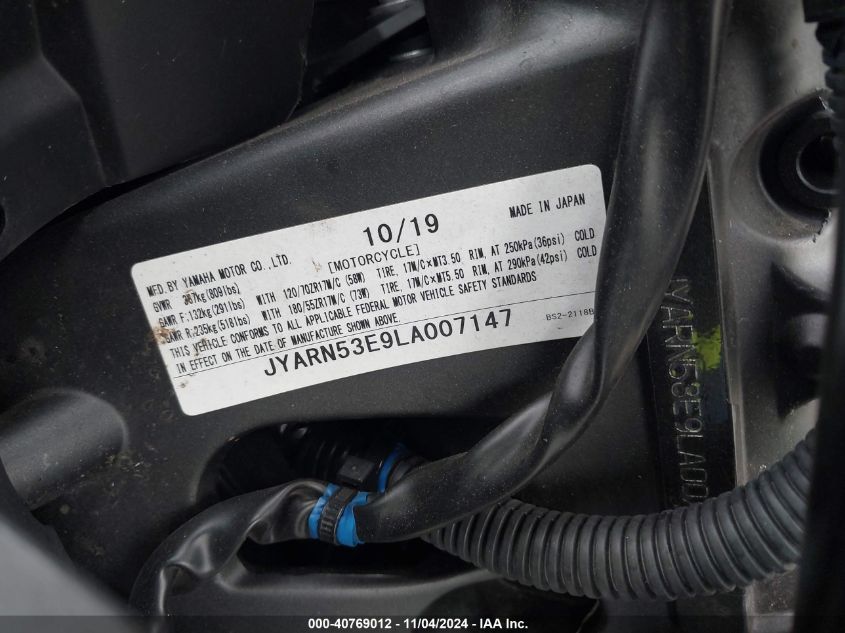 10/19
MADE IN JAPAN
MFD.BY YAMAHA MOTOR CO.,LTD. [MOTORCYCLE]
GVWR 367kg(809lbs) WITH 120/70ZR17M/C (58W) TIRE, 17M/C×MT3.50 RIM, AT 250kPa(36psi) COLD
GAWR F:132kg(291lbs) WITH 180/55ZR17M/C (73W) TIRE, 17M/C×MT5.50 RIM, AT 290kPa(42psi) COLD
GAWR R:235kg(518lbs)
THIS VEHICLE CONFORMS TO ALL APPLICABLE FEDERAL MOTOR VEHICLE SAFETY STANDARDS
IN EFFECT ON THE DATE OF MANUFACTURE SHOWN ABOVE.
JYARN53E9LA007147
BS2-2118B
JYARN53E9LA00
000-40769012 - 11/04/2024 - IAA Inc.